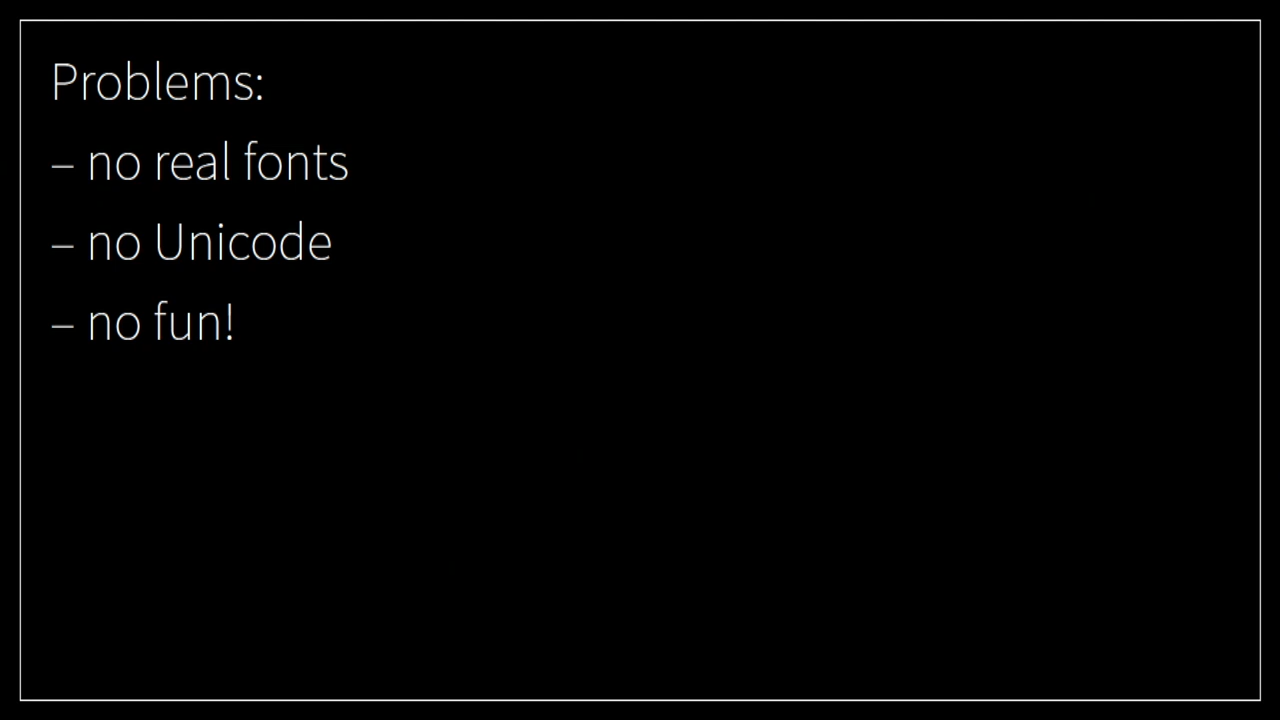 Problems:
– no real fonts
– no Unicode
– no fun!